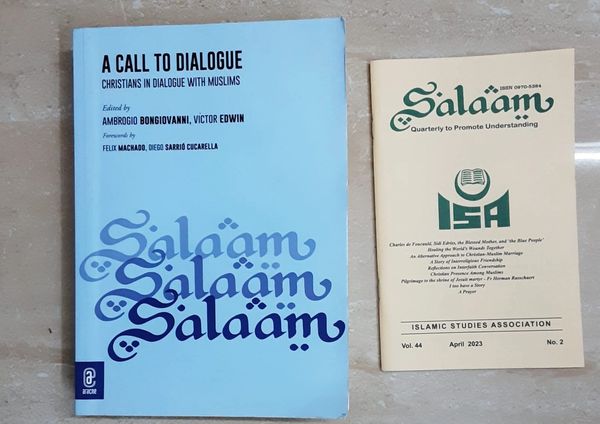 A CALL TO DIALOGUE
CHRISTIANS IN DIALOGUE WITH MUSLIMS
Edited by
AMBROGIO BONGIOVANNI, VICTOR EDWIN
Forewords by
FELIX MACHADO, DIEGO SARRIÓ CUCARELLA
Salaam
Salaam
Salaam
aracne
ISSN 0970-5384
Salaam
Quarterly to Promote Understanding
ISA
Charles de Foucauld, Sidi Edriss, the Blessed Mother, and 'the Blue People'
Healing the World's Wounds Together
An Alternative Approach to Christian-Muslim Marriage
A Story of Interreligious Friendship
Reflections on Interfaith Conversation
Christian Presence Among Muslims
Pilgrimage to the shrine of Jesuit martyr - Fr Herman Rasschaert
I too have a Story
A Prayer
ISLAMIC STUDIES ASSOCIATION
Vol. 44 April 2023 No. 2